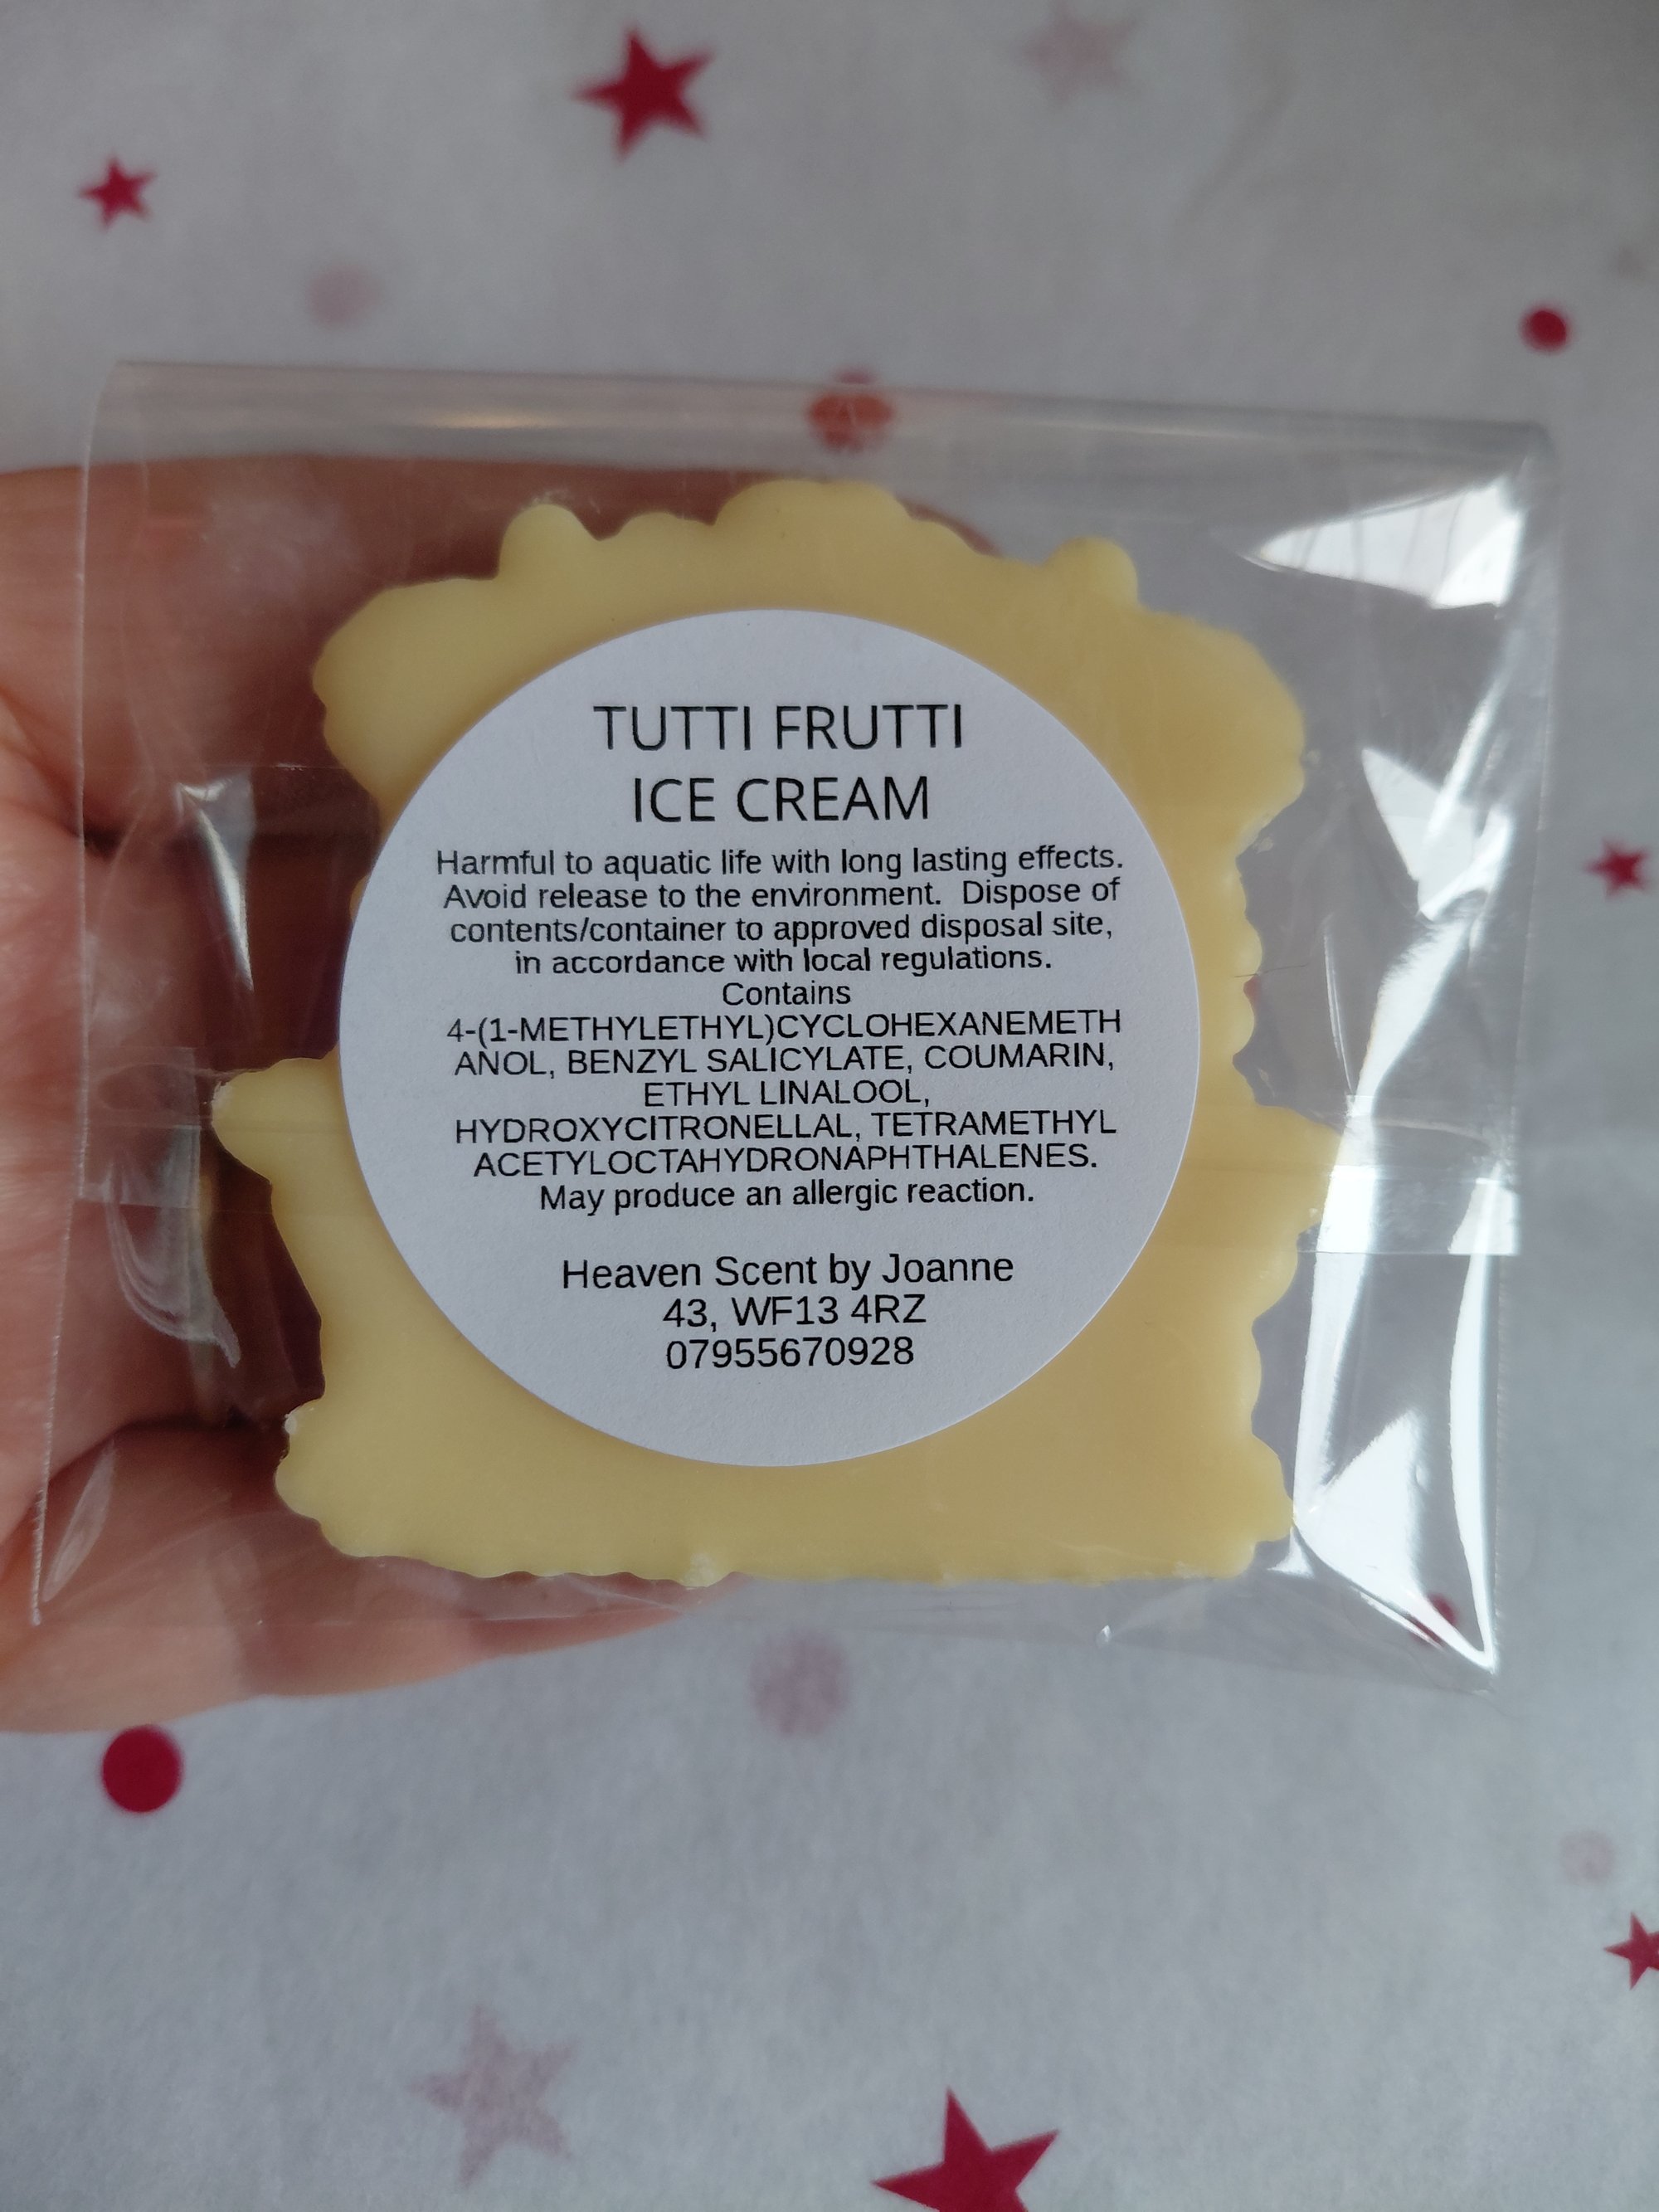 TUTTI FRUTTI
ICE CREAM
Harmful to aquatic life with long lasting effects.
Avoid release to the environment.  Dispose of
contents/container to approved disposal site,
in accordance with local regulations.
Contains
4-(1-METHYLETHYL)CYCLOHEXANEMETH
ANOL, BENZYL SALICYLATE, COUMARIN,
ETHYL LINALOOL,
HYDROXYCITRONELLAL, TETRAMETHYL
ACETYLOCTAHYDRONAPHTHALENES.
May produce an allergic reaction.
Heaven Scent by Joanne
43, WF13 4RZ
07955670928